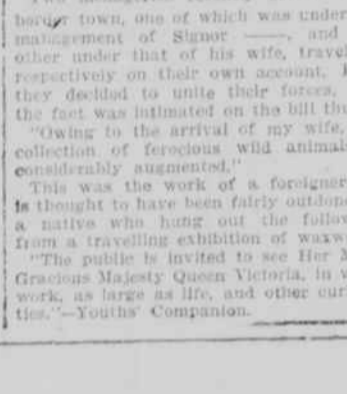 border town, one of which was under
management of Signor ——, and
other under that of his wife, travel
respectively on their own account.
they decided to unite their forces,
the fact was intimated on the bill th
"Owing to the arrival of my wife,
collection of ferocious wild animals
considerably augmented."
This was the work of a foreigner
is thought to have been fairly outdone
a native who hung out the follow
from a travelling exhibition of waxw
"The public is invited to see Her M
Gracious Majesty Queen Victoria, in w
work, as large as life, and other cur
ties."—Youths' Companion.